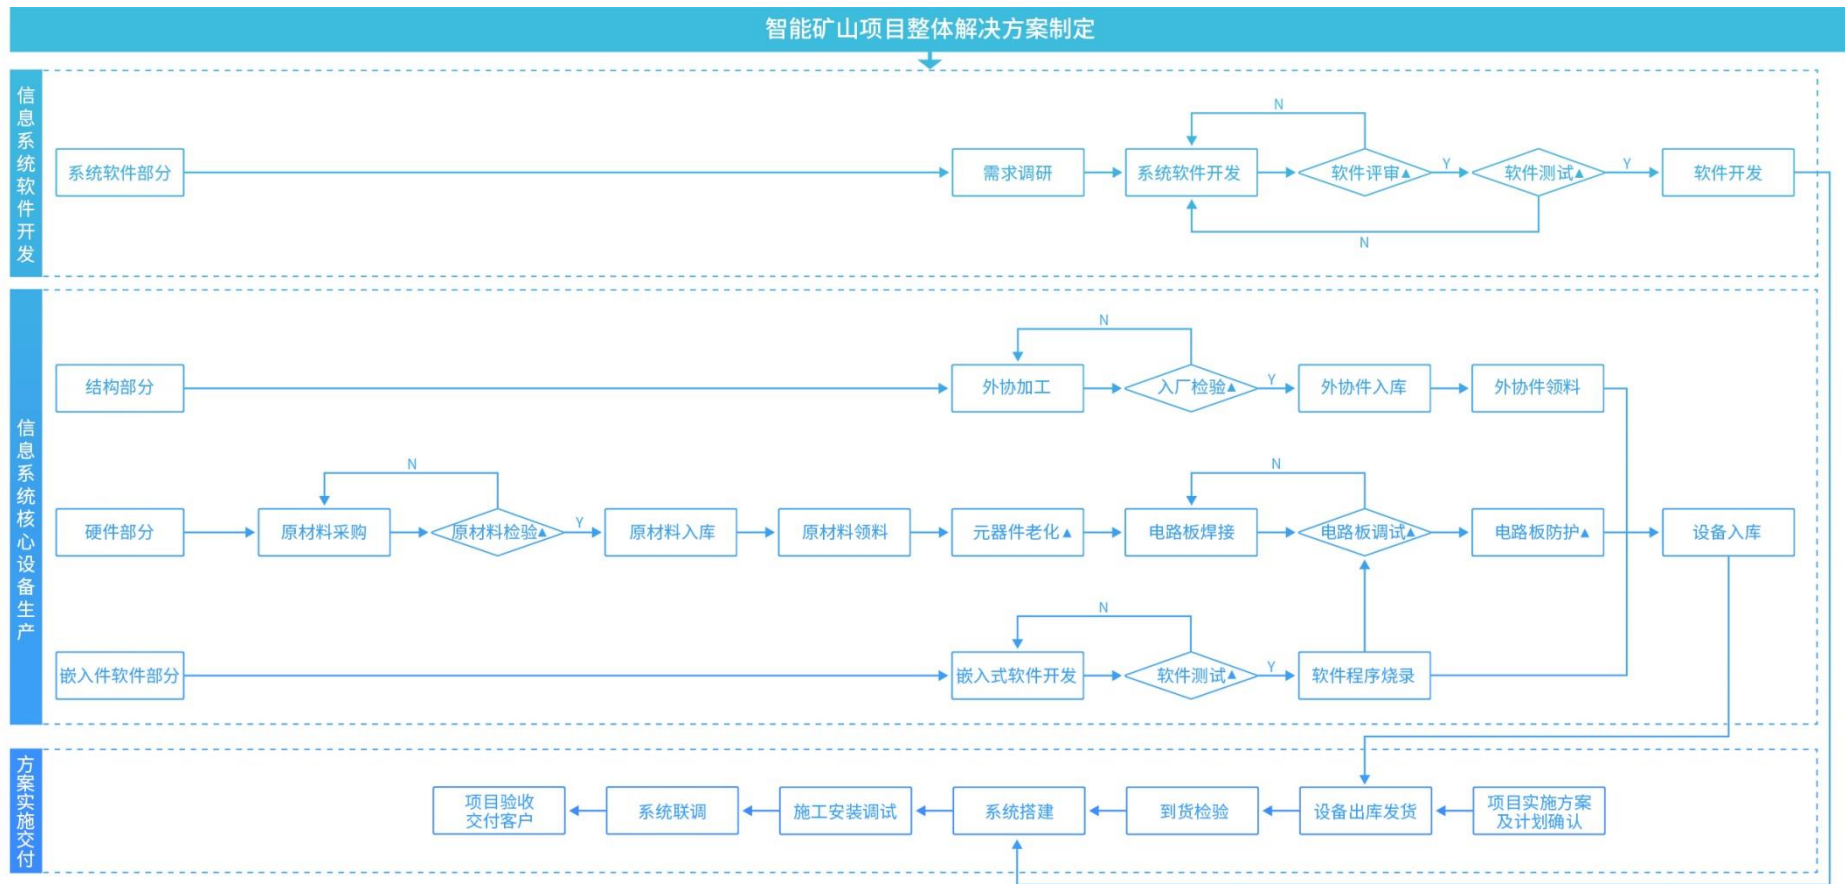 智能矿山项目整体解决方案制定
信息系统软件开发
N
系统软件部分
需求调研
系统软件开发
软件评审▲
Y
软件测试▲
Y
软件开发
N
信息系统核心设备生产
N
结构部分
外协加工
入厂检验▲
Y
外协件入库
外协件领料
N
N
硬件部分
原材料采购
原材料检验▲
Y
原材料入库
原材料领料
元器件老化▲
电路板焊接
电路板调试▲
电路板防护▲
设备入库
N
嵌入件软件部分
嵌入式软件开发
软件测试▲
Y
软件程序烧录
方案实施交付
项目验收
交付客户
系统联调
施工安装调试
系统搭建
到货检验
设备出库发货
项目实施方案
及计划确认